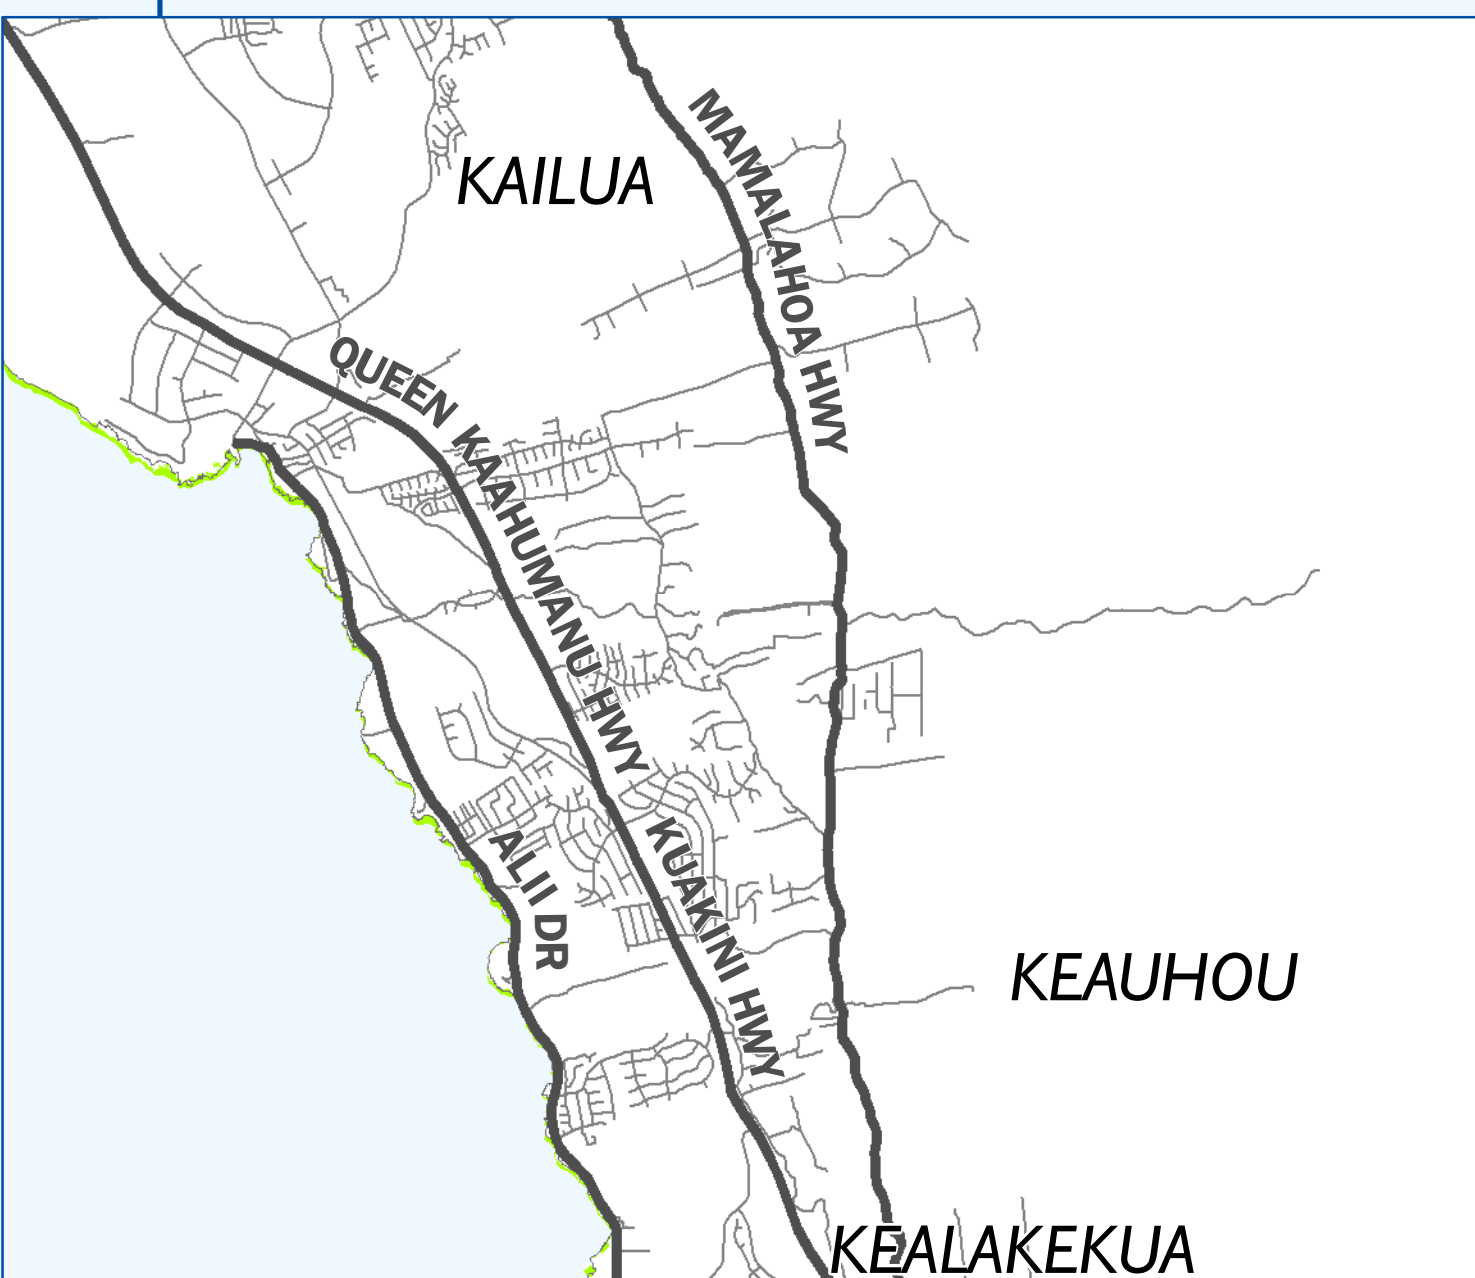 MAMALAHOA HWY
KAILUA
QUEEN KAAHUMANU HWY
ALII DR
KUAKINI HWY
KEAUHOU
KEALAKEKUA